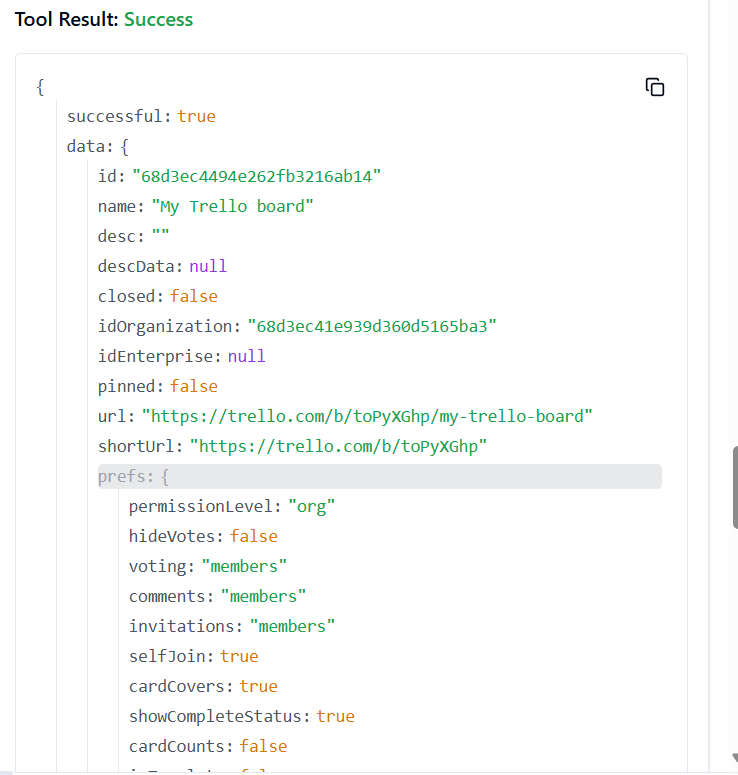 Tool Result: Success
{
successful: true
data: {
id: "68d3ec4494e262fb3216ab14"
name: "My Trello board"
desc: ""
descData: null
closed: false
idOrganization: "68d3ec41e939d360d5165ba3"
idEnterprise: null
pinned: false
url: "https://trello.com/b/toPyXGhp/my-trello-board"
shortUrl: "https://trello.com/b/toPyXGhp"
prefs: {
permissionLevel: "org"
hideVotes: false
voting: "members"
comments: "members"
invitations: "members"
selfJoin: true
cardCovers: true
showCompleteStatus: true
cardCounts: false